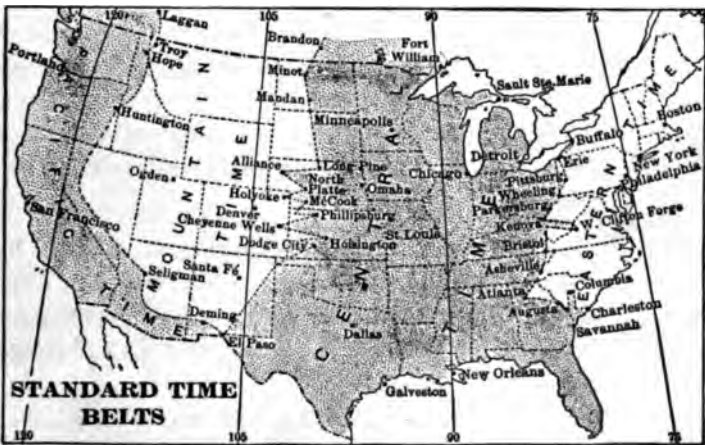 120
105
90
75
Laggan
Brandon
Fort
William
Portland
Troy
Hope
Minot
Sault Ste. Marie
Mandan
Minneapolis
Boston
Huntington
Buffalo
Detroit
Erie
New York
Alliance
Long Pine
Chicago
Pittsburg
Philadelphia
Orden
North
Platte
Omaha
Wheeling
Holyoke
McCook
Parkersburg
Denver
Phillipsburg
Kenova
W. Clifton Forge
San Francisco
Cheyenne Wells
St. Louis
Bristol
Dodge City
Hoisington
Asheville
Santa Fé
Seligman
Atlanta
Columbia
Deming
Augusta
Charleston
El Paso
Dallas
Savannah
Galveston
New Orleans
PACIFIC TIME
MOUNTAIN TIME
CENTRAL TIME
EASERN TIME
STANDARD TIME
BELTS
120
105
90
75